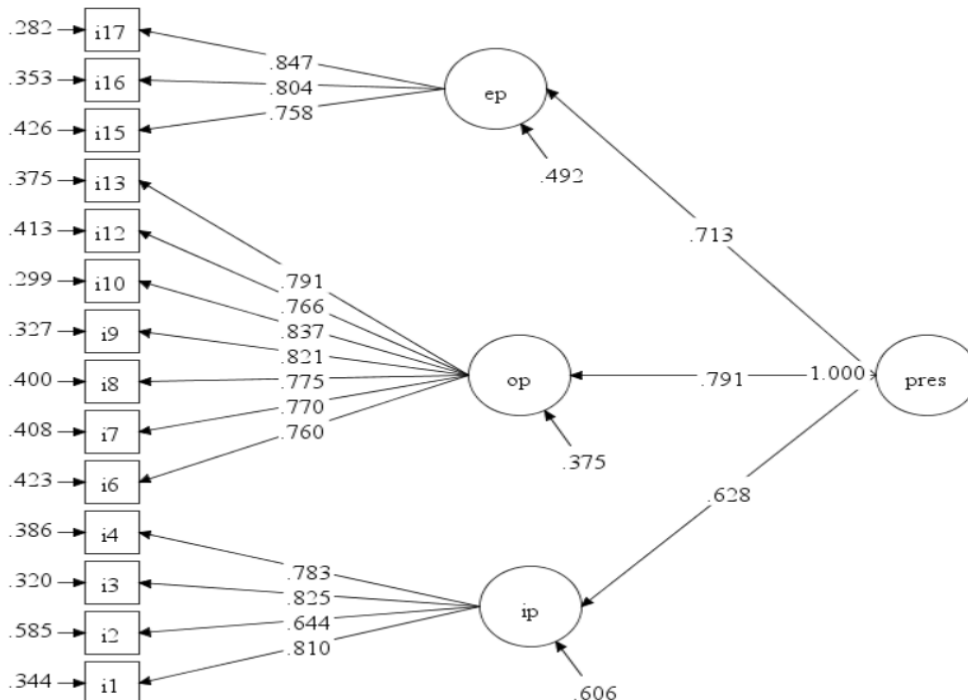 .282 i17
.847
.353 i16
.804
ep
.758
.426 i15
.375 i13
.492
.413 i12
.713
.299 i10
.791
.766
.327 i9
.837
.821
.400 i8
.775
op
.791
1.000
pres
.770
.408 i7
.760
.375
.423 i6
.628
.386 i4
.783
.320 i3
.825
ip
.644
.585 i2
.810
.344 i1
.606